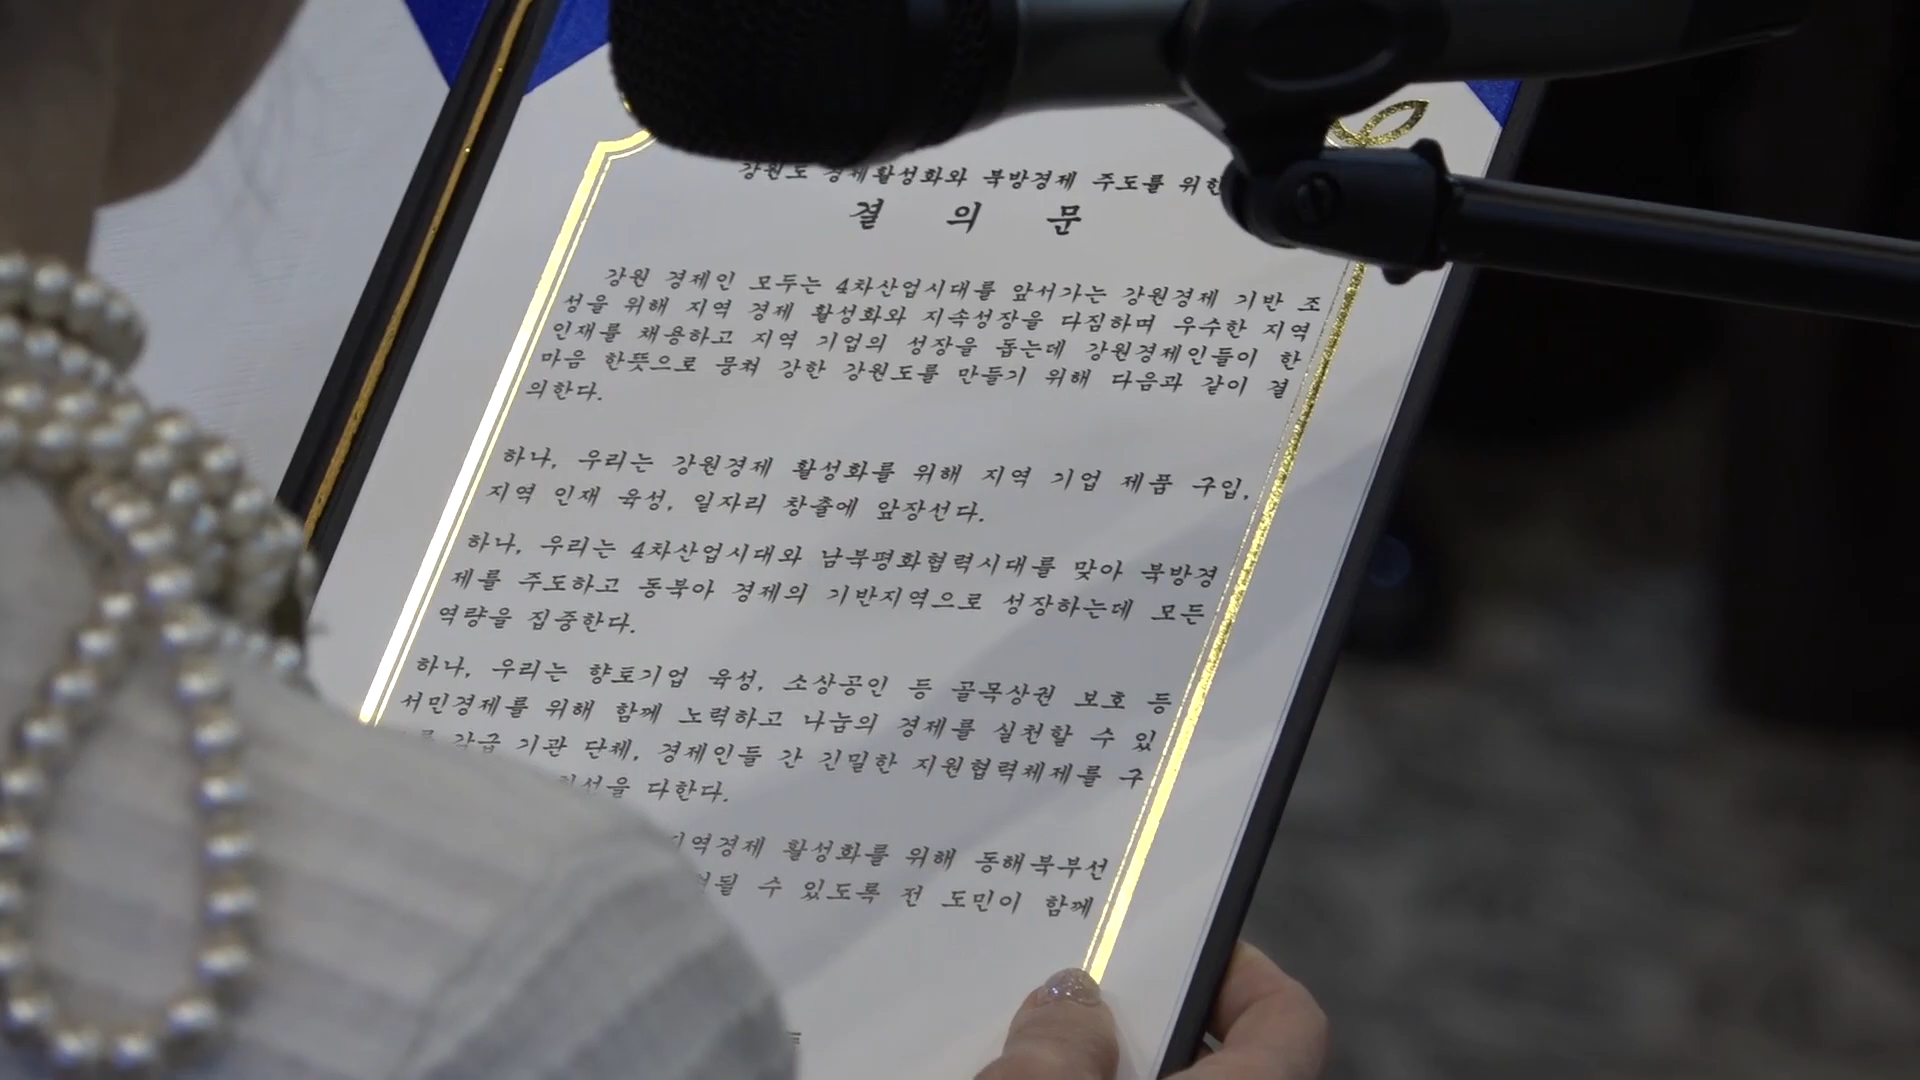 강원도 경제활성화와 북방경제 주도를 위한
결 의 문
강원 경제인 모두는 4차산업시대를 앞서가는 강원경제 기반 조
성을 위해 지역 경제 활성화와 지속성장을 다짐하며 우수한 지역
인재를 채용하고 지역 기업의 성장을 돕는데 강원경제인들이 한
마음 한뜻으로 뭉쳐 강한 강원도를 만들기 위해 다음과 같이 결
의한다.
하나, 우리는 강원경제 활성화를 위해 지역 기업 제품 구입,
지역 인재 육성, 일자리 창출에 앞장선다.
하나, 우리는 4차산업시대와 남북평화협력시대를 맞아 북방경
제를 주도하고 동북아 경제의 기반지역으로 성장하는데 모든
역량을 집중한다.
하나, 우리는 향토기업 육성, 소상공인 등 골목상권 보호 등
서민경제를 위해 함께 노력하고 나눔의 경제를 실천할 수 있
각급 기관 단체, 경제인들 간 긴밀한 지원협력체제를 구
다한다.
지역경제 활성화를 위해 동해북부선
수 있도록 전 도민이 함께